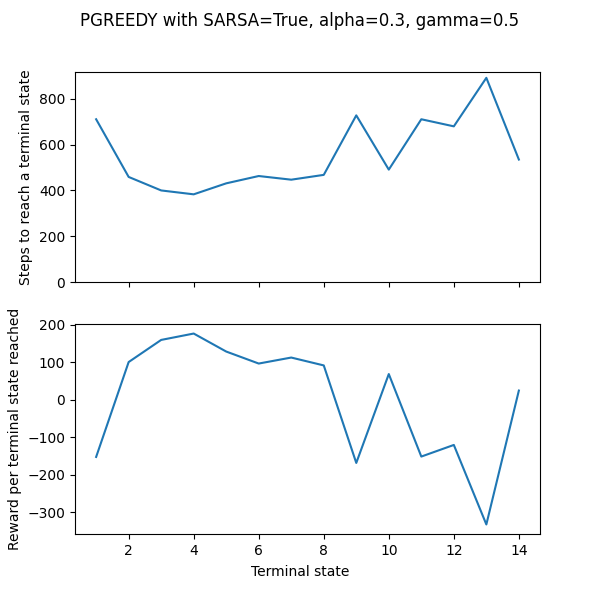 PGREEDY with SARSA=True, alpha=0.3, gamma=0.5
Steps to reach a terminal state
800
600
400
200
0
Reward per terminal state reached
200
100
0
−100
−200
−300
2 4 6 8 10 12 14
Terminal state